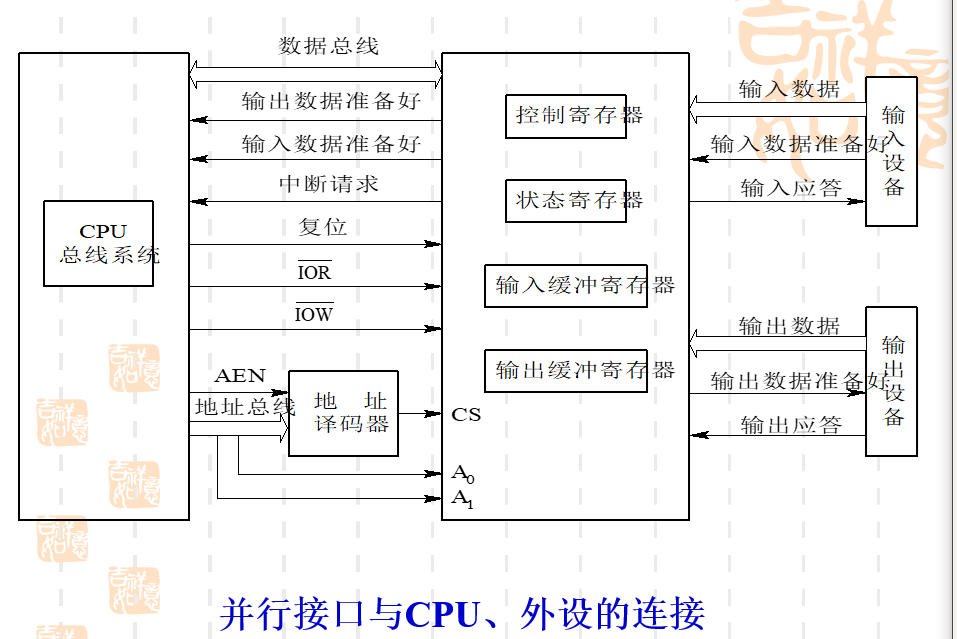 数据总线
输出数据准备好
输入数据准备好
中断请求
复位
IOR
IOW
AEN
地址总线
CPU
总线系统
地 址
译码器
控制寄存器
状态寄存器
输入缓冲寄存器
输出缓冲寄存器
CS
A0
A1
输入数据
输入数据准备好
输入应答
输入设备
输出数据
输出数据准备好
输出应答
输出设备
并行接口与CPU、外设的连接